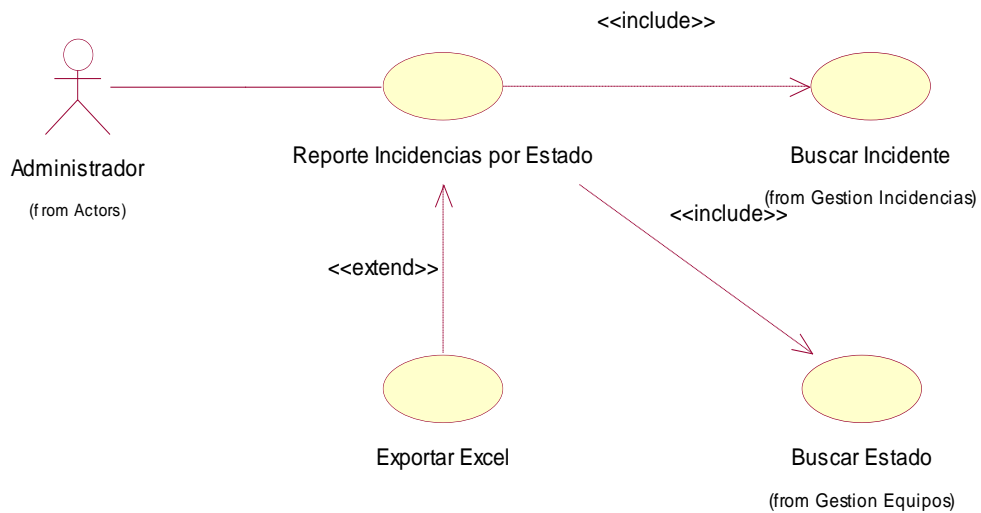 <<include>>
Administrador
(from Actors)
Reporte Incidencias por Estado
Buscar Incidente
(from Gestion Incidencias)
<<include>>
<<extend>>
Exportar Excel
Buscar Estado
(from Gestion Equipos)